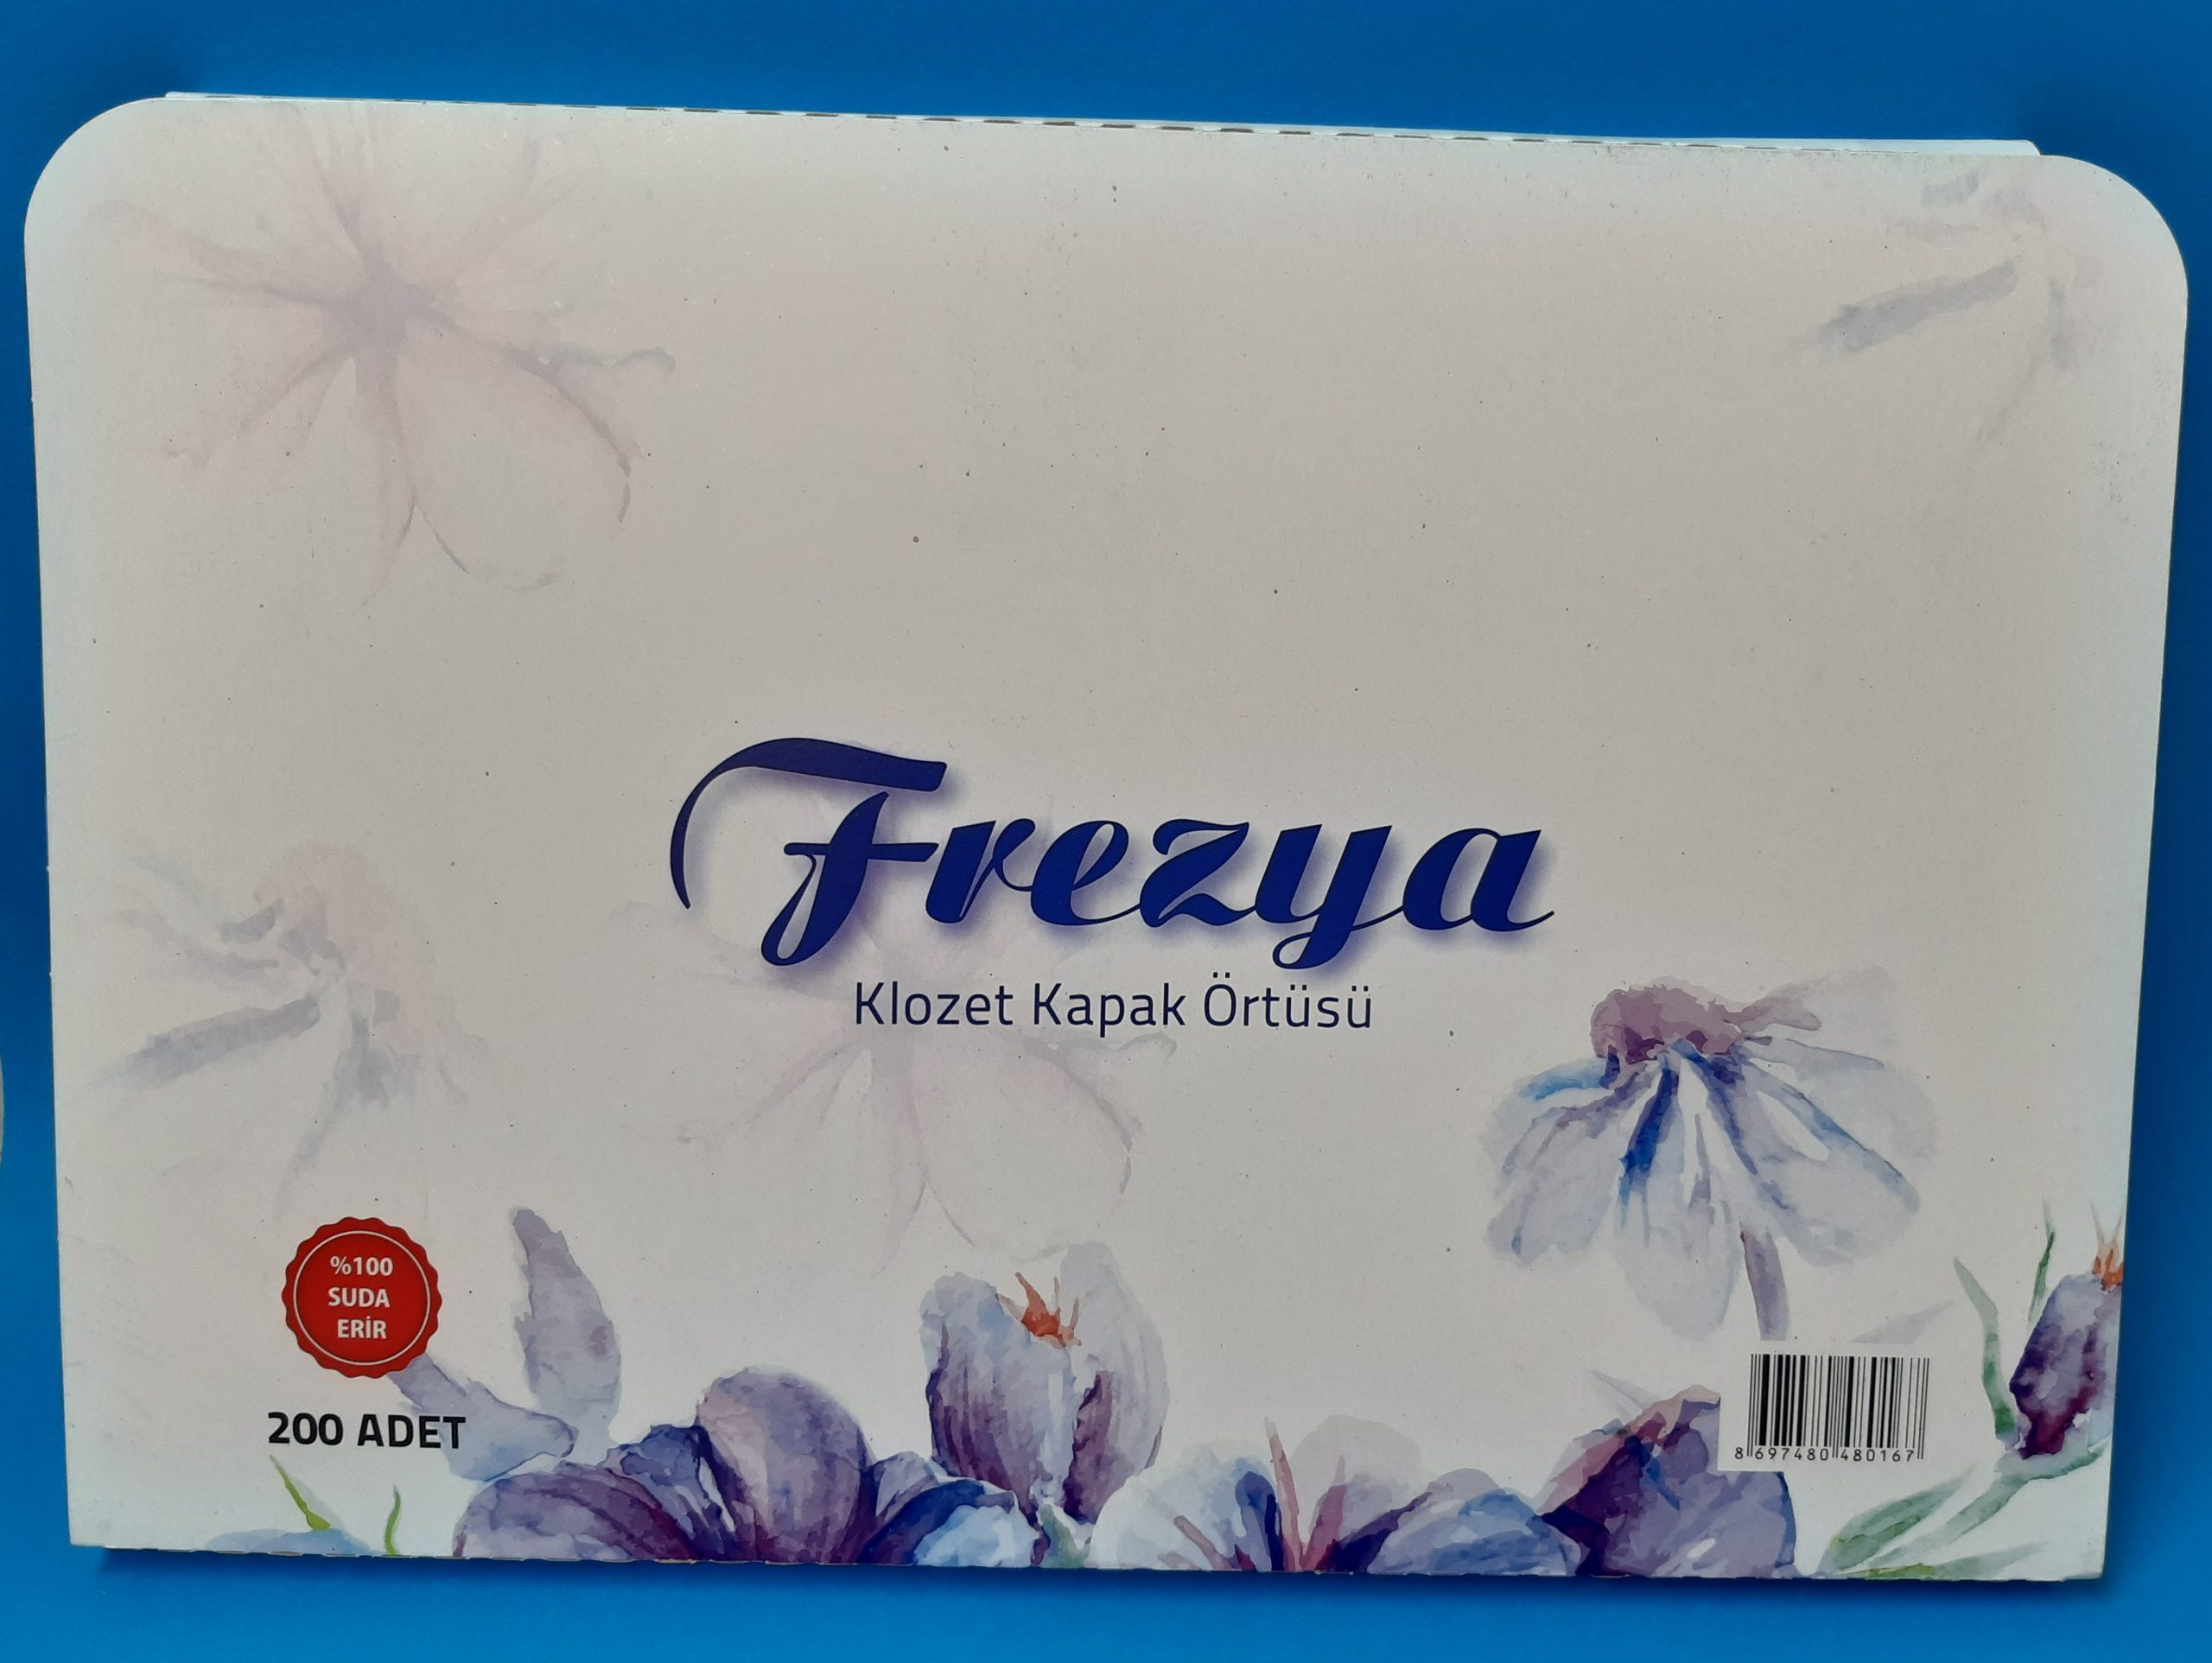 Frezya
Klozet Kapak Örtüsü
%100
SUDA
ERİR
200 ADET
8 697480 480167